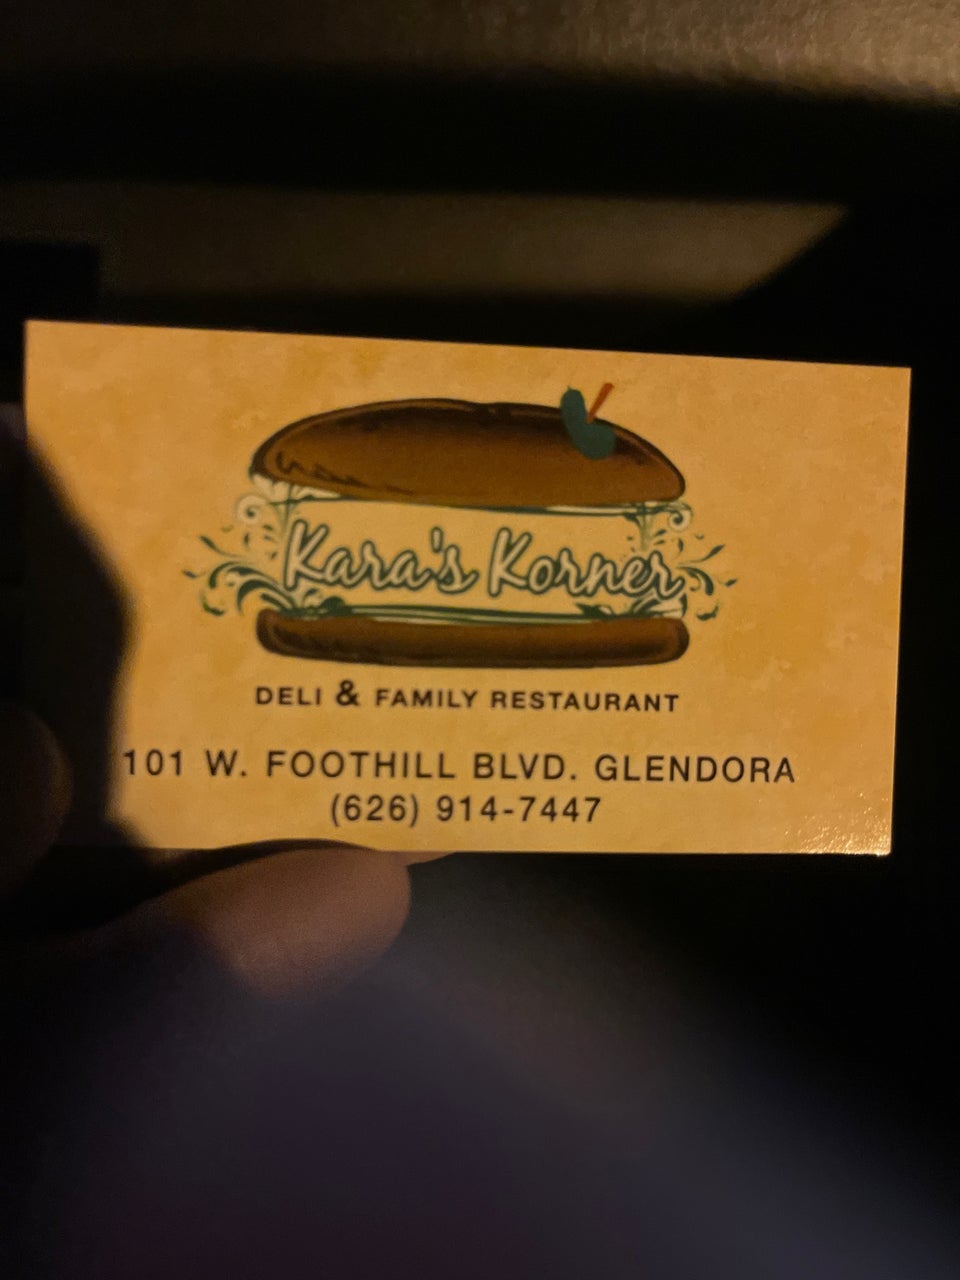 Kara's Korner
DELI & FAMILY RESTAURANT
101 W. FOOTHILL BLVD. GLENDORA
(626) 914-7447